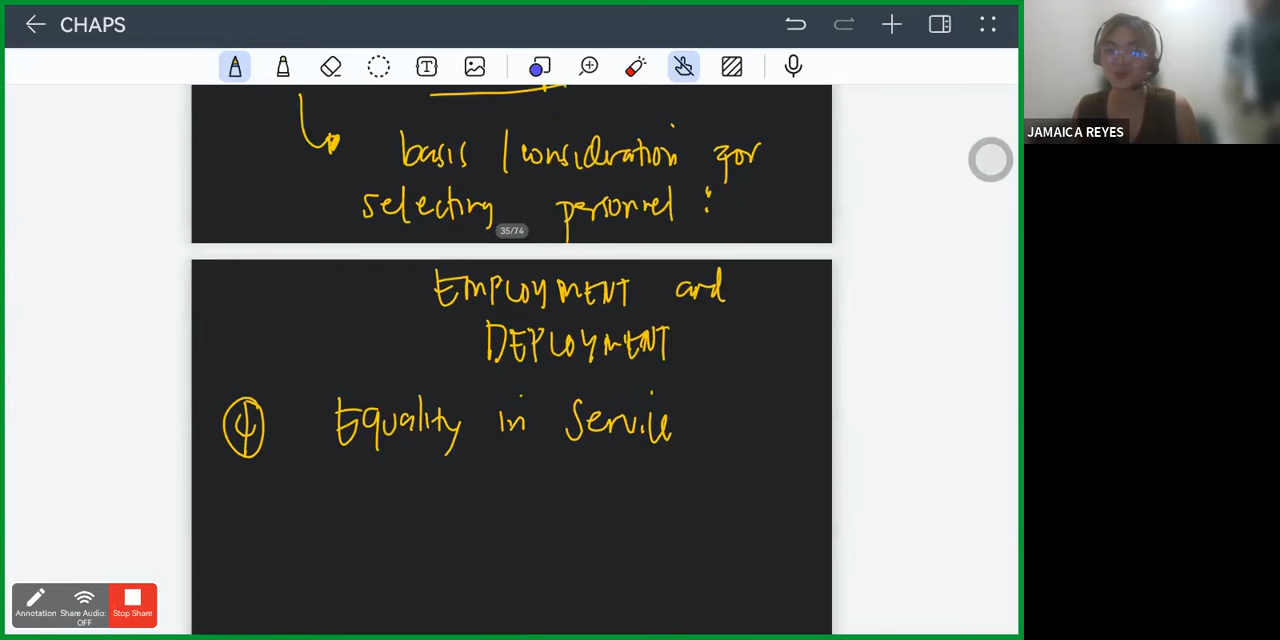 CHAPS
JAMAICA REYES
basis / consideration for
selecting personnel :
35/74
EMPLOYMENT and
DEPLOYMENT
④ Equality in Service
Annotation
Share Audio:
OFF
Stop Share